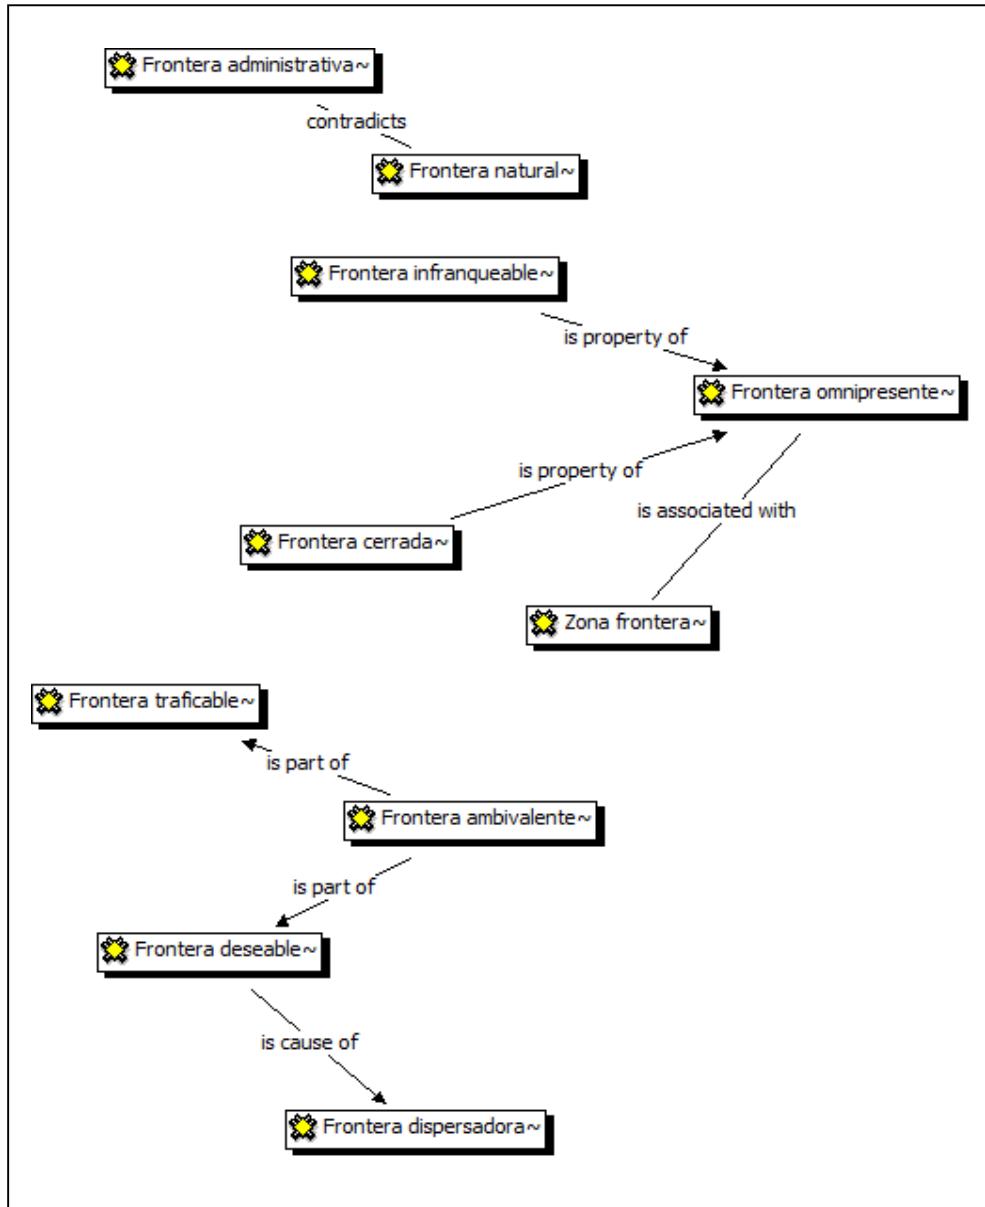 Frontera administrativa~
contradicts
Frontera natural~
Frontera infranqueable~
is property of
Frontera omnipresente~
is property of
is associated with
Frontera cerrada~
Zona frontera~
Frontera traficable~
is part of
Frontera ambivalente~
is part of
Frontera deseable~
is cause of
Frontera dispersadora~